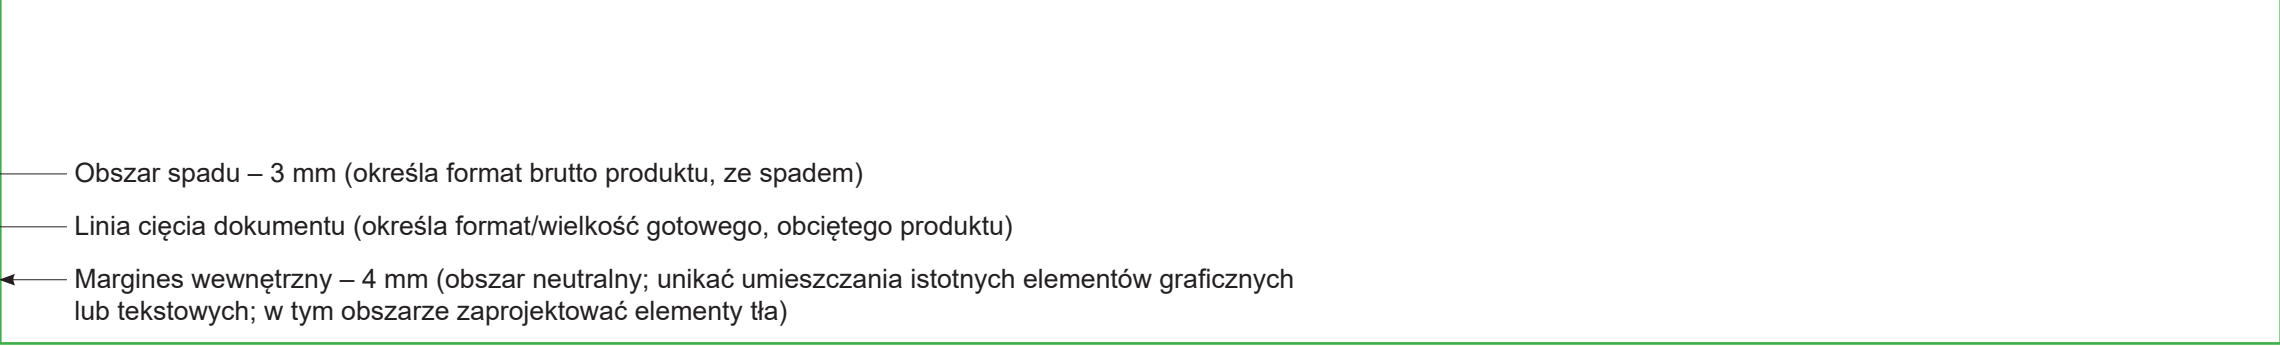 Obszar spadu – 3 mm (określa format brutto produktu, ze spadem)
Linia cięcia dokumentu (określa format/wielkość gotowego, obciętego produktu)
Margines wewnętrzny – 4 mm (obszar neutralny; unikać umieszczania istotnych elementów graficznych
lub tekstowych; w tym obszarze zaprojektować elementy tła)